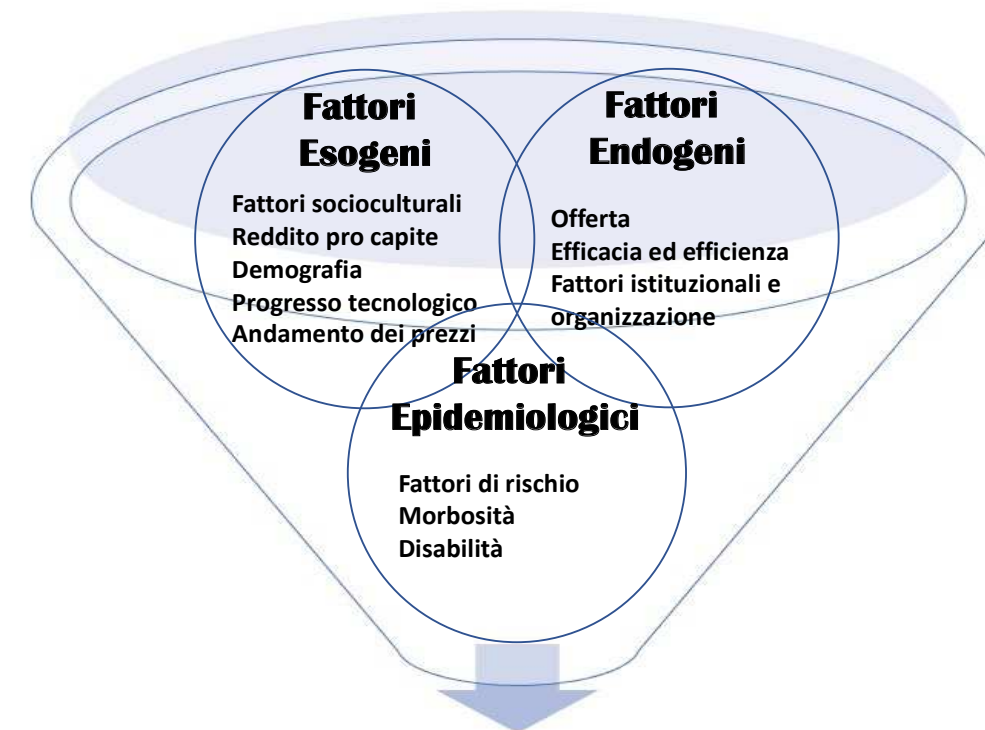 Fattori
Esogeni
Fattori socioculturali
Reddito pro capite
Demografia
Progresso tecnologico
Andamento dei prezzi
Fattori
Endogeni
Offerta
Efficacia ed efficienza
Fattori istituzionali e
organizzazione
Fattori
Epidemiologici
Fattori di rischio
Morbosità
Disabilità